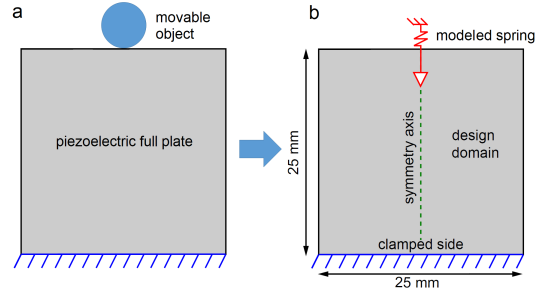 a
movable
object
piezoelectric full plate
b
modeled spring
25 mm
symmetry axis
design
domain
clamped side
25 mm